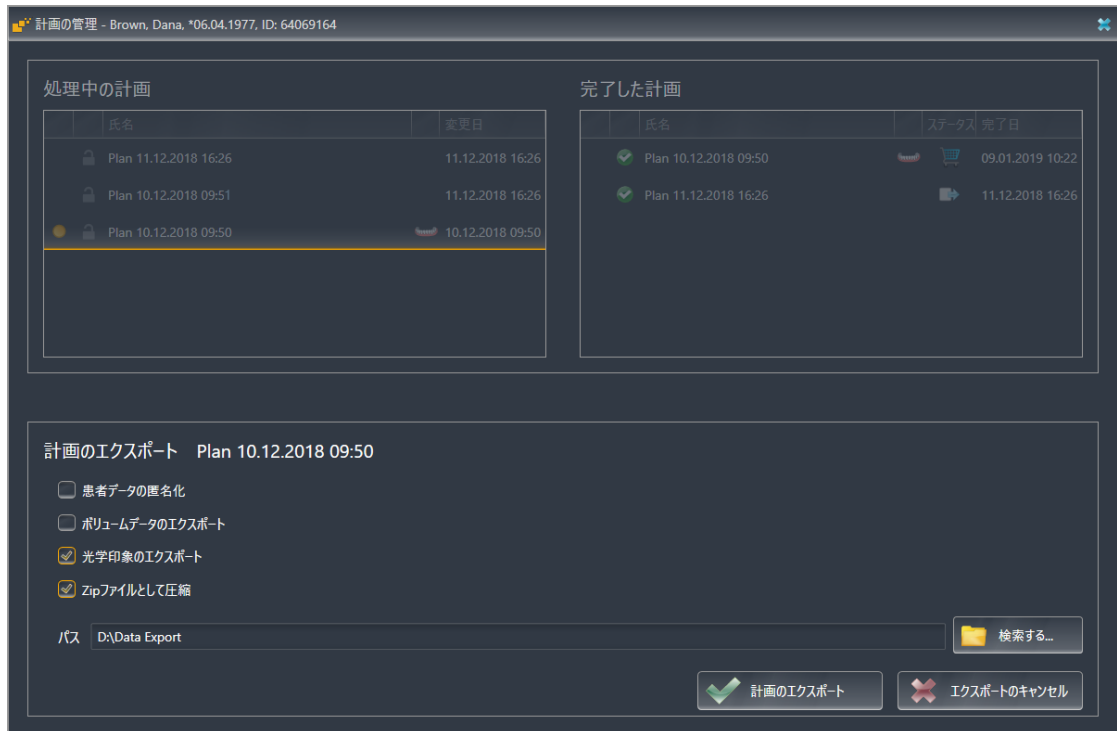 計画の管理 - Brown, Dana, *06.04.1977, ID: 64069164
処理中の計画
氏名 変更日
Plan 11.12.2018 16:26 11.12.2018 16:26
Plan 10.12.2018 09:51 11.12.2018 16:26
Plan 10.12.2018 09:50 10.12.2018 09:50
完了した計画
氏名 ステータス 完了日
Plan 10.12.2018 09:50 09.01.2019 10:22
Plan 11.12.2018 16:26 11.12.2018 16:26
計画のエクスポート Plan 10.12.2018 09:50
患者データの匿名化
ボリュームデータのエクスポート
光学印象のエクスポート
Zipファイルとして圧縮
パス D:\Data Export 検索する...
計画のエクスポート エクスポートのキャンセル